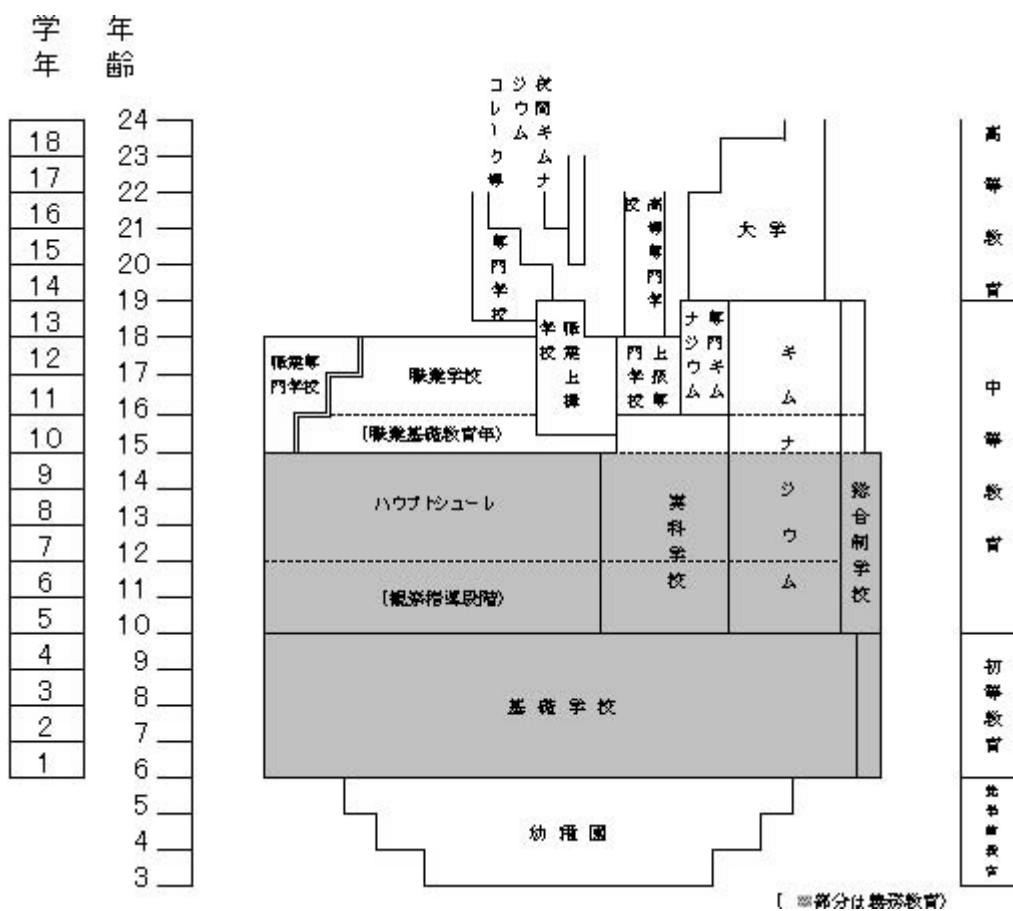 学年
年齢
18
17
16
15
14
13
12
11
10
9
8
7
6
5
4
3
2
1
24
23
22
21
20
19
18
17
16
15
14
13
12
11
10
9
8
7
6
5
4
3
夜間ギムナ
ジウム
コレーク等
専門学校
高等専門学
校
大学
職業専
門学校
職業学校
(職業基礎教育年)
職業上構
学校
上級専
門学校
専門ギム
ナジウム
ギムナジウム
ハウプトシューレ
(観察指導段階)
実科学校
総合制学校
基礎学校
幼稚園
高等教育
中等教育
初等教育
就学前教育
部分は義務教育)